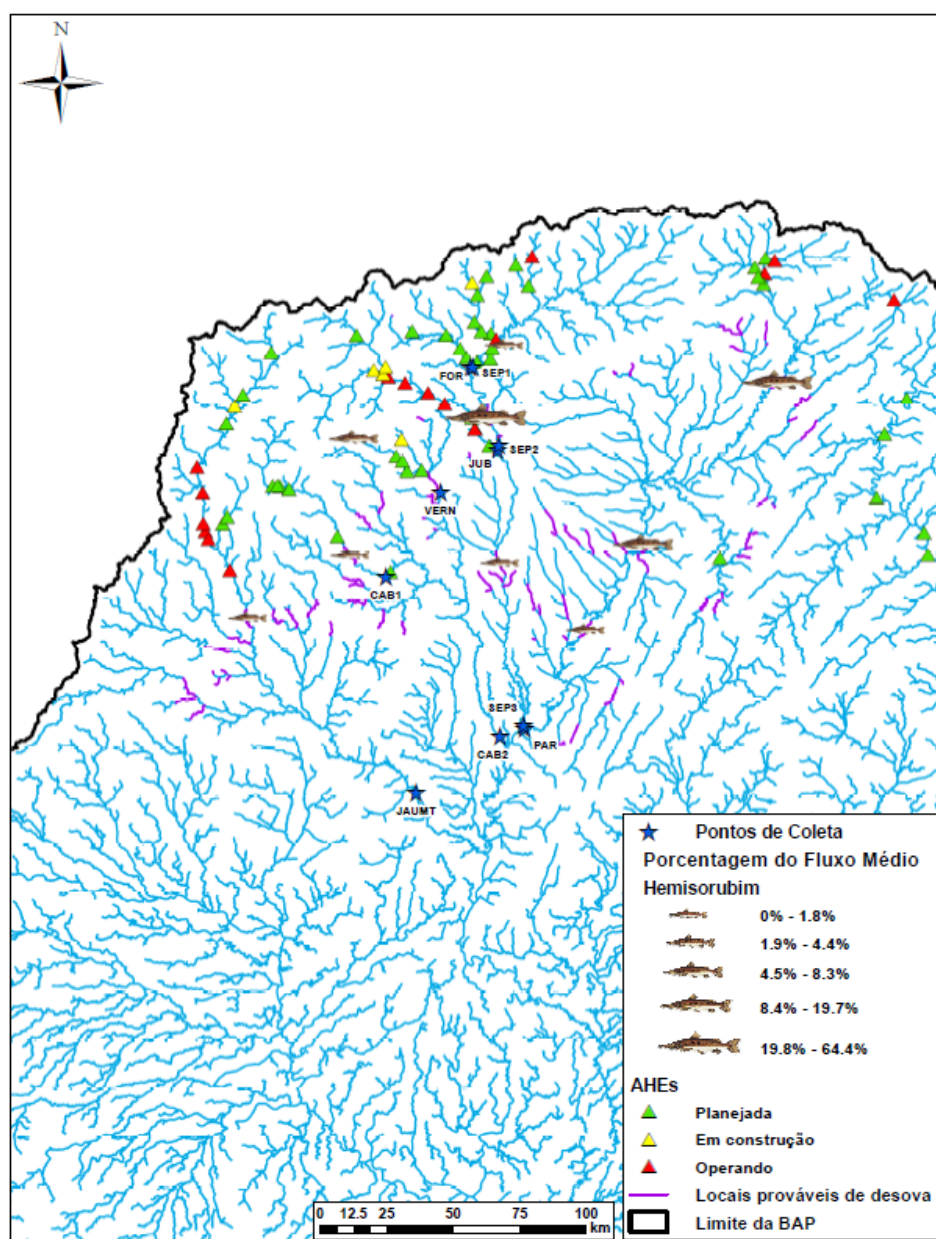 N
FOR
SEP1
JUB
SEP2
VERN
CAB1
SEP3
PAR
CAB2
JAUMT
Pontos de Coleta
Porcentagem do Fluxo Médio
Hemisorubim
0% - 1.8%
1.9% - 4.4%
4.5% - 8.3%
8.4% - 19.7%
19.8% - 64.4%
AHEs
Planejada
Em construção
Operando
Locais prováveis de desova
Limite da BAP
0 12.5 25 50 75 100
km